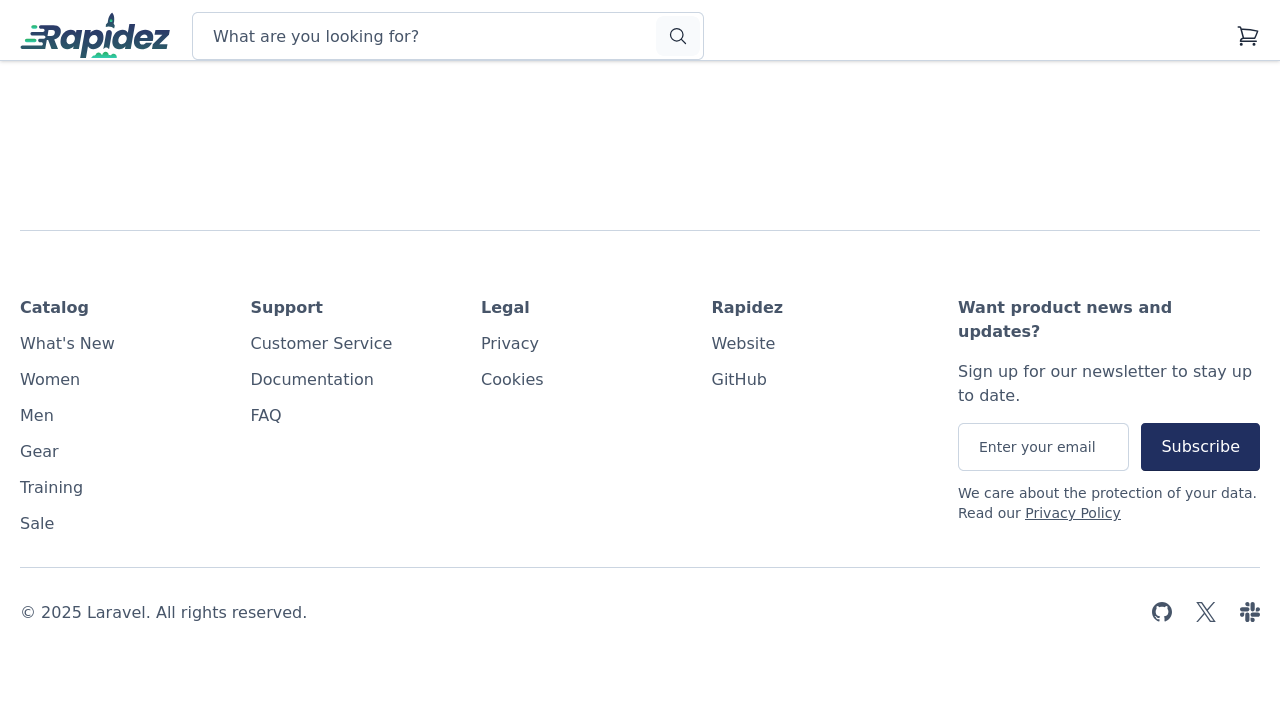 Rapidez
What are you looking for?
Catalog
What's New
Women
Men
Gear
Training
Sale
Support
Customer Service
Documentation
FAQ
Legal
Privacy
Cookies
Rapidez
Website
GitHub
Want product news and
updates?
Sign up for our newsletter to stay up
to date.
Enter your email
Subscribe
We care about the protection of your data.
Read our Privacy Policy
© 2025 Laravel. All rights reserved.